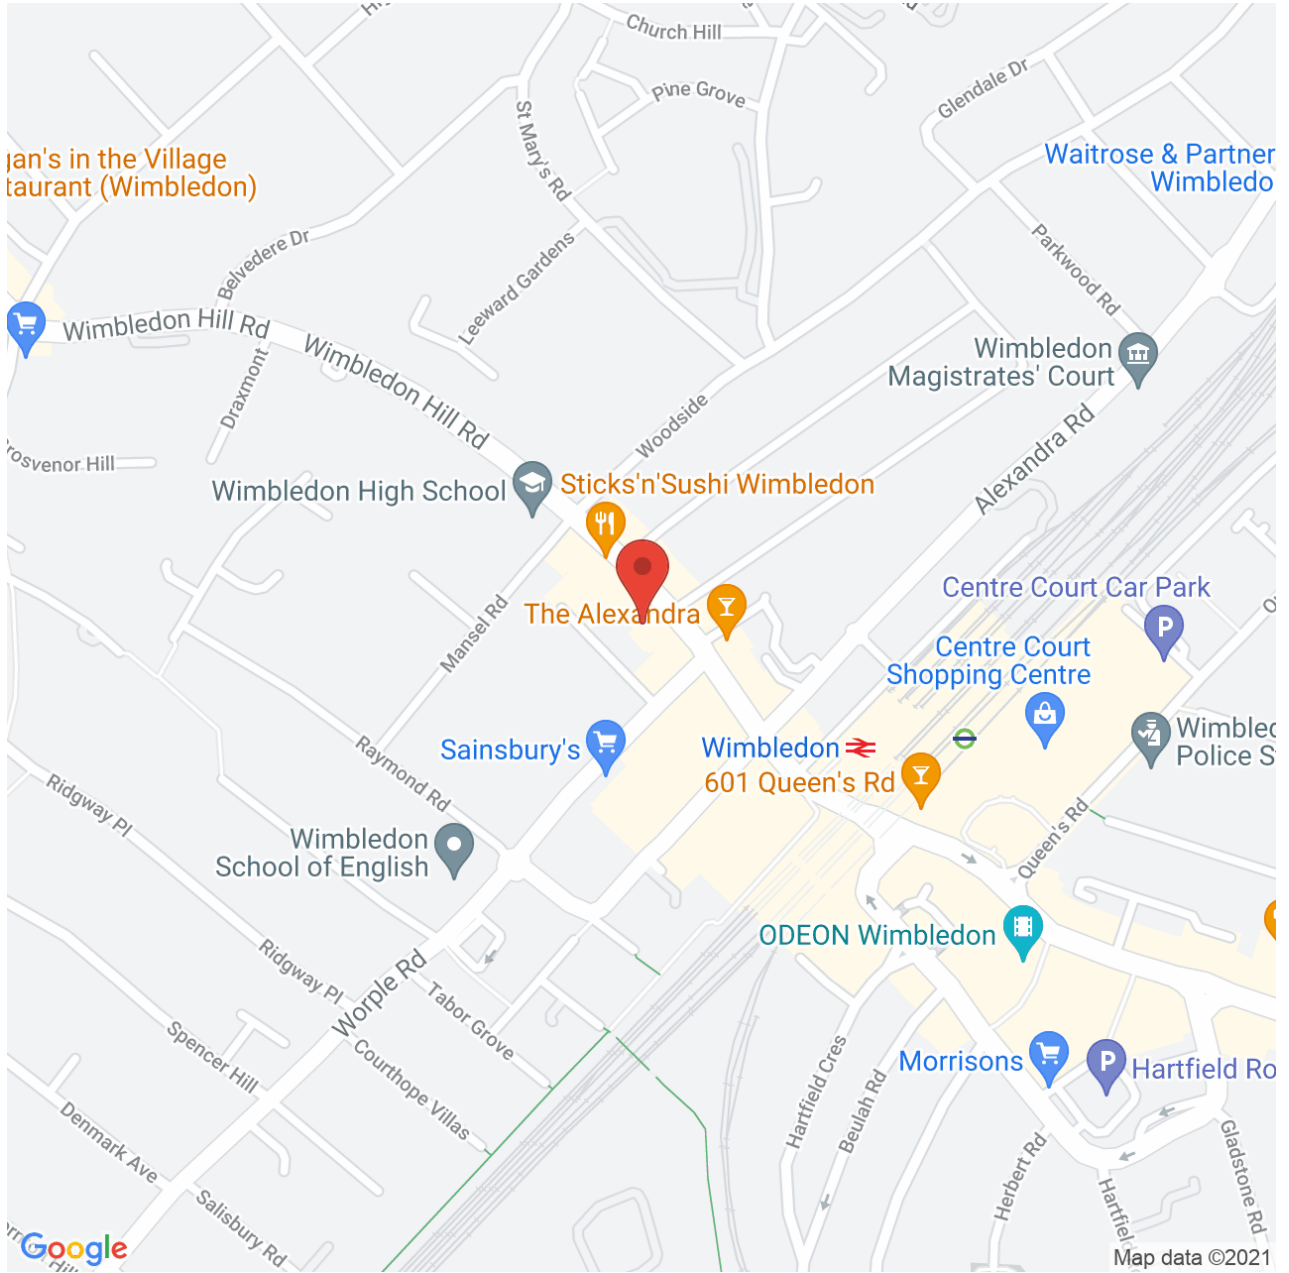 Church Hill
Pine Grove
Glendale Dr
St Mary's Rd
gan's in the Village
taurant (Wimbledon)
Waitrose & Partner
Wimbledo
Belvedere Dr
Leeward Gardens
Parkwood Rd
Wimbledon Hill Rd
Wimbledon Hill Rd
Draxmont
Wimbledon
Magistrates' Court
Woodside
Alexandra Rd
rosvenor Hill
Wimbledon High School
Sticks'n'Sushi Wimbledon
Centre Court Car Park
P
The Alexandra
Mansel Rd
Centre Court
Shopping Centre
Sainsbury's
Wimbledon
601 Queen's Rd
Wimbled
Police S
Raymond Rd
Ridgway Pl
Wimbledon
School of English
Queen's Rd
ODEON Wimbledon
Ridgway Pl
Worple Rd
Tabor Grove
Spencer Hill
Courthope Villas
Hartfield Cres
Beulah Rd
Morrisons
P
Hartfield Ro
Denmark Ave
Salisbury Rd
Herbert Rd
Hartfield
Gladstone Rd
Google
Map data ©2021